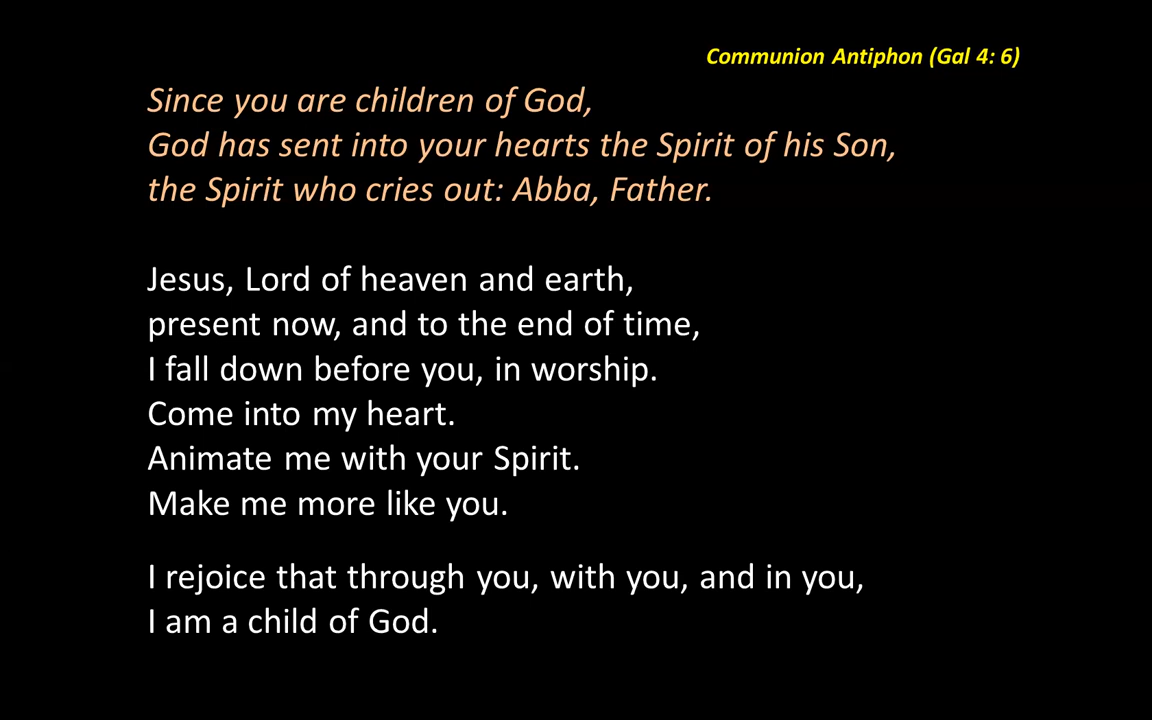 Communion Antiphon (Gal 4: 6)
Since you are children of God,
God has sent into your hearts the Spirit of his Son,
the Spirit who cries out: Abba, Father.
Jesus, Lord of heaven and earth,
present now, and to the end of time,
I fall down before you, in worship.
Come into my heart.
Animate me with your Spirit.
Make me more like you.
I rejoice that through you, with you, and in you,
I am a child of God.